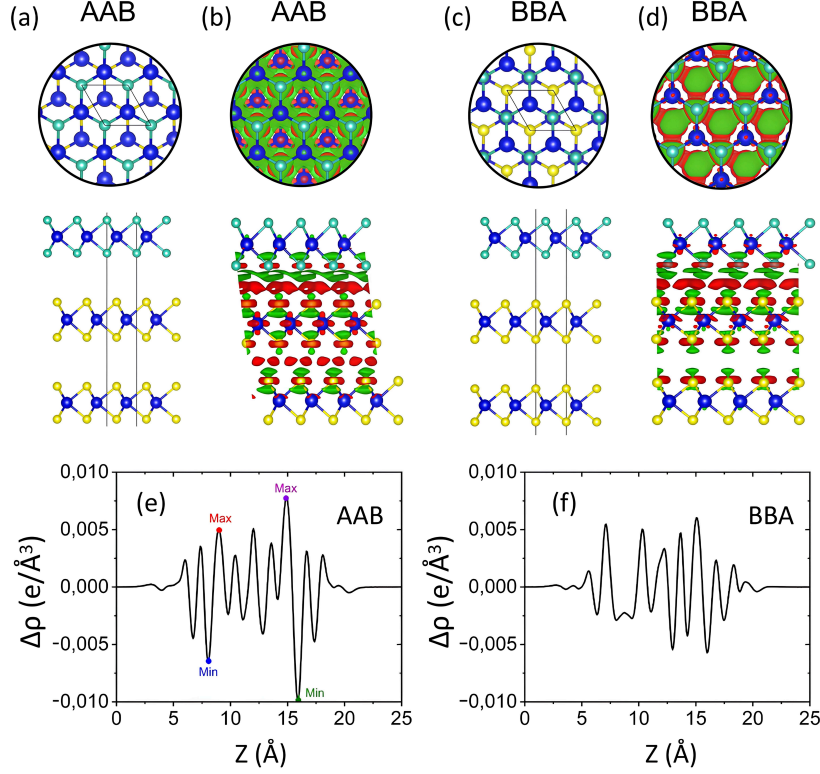 (a) AAB (b) AAB (c) BBA (d) BBA
0,010 0,010
(e) Max AAB (f) BBA
Max
0,005 0,005
0,000 0,000
−0,005 −0,005
Min
Min
−0,010 −0,010
Δρ (e/Å³) Δρ (e/Å³)
0 5 10 15 20 25 0 5 10 15 20 25
Z (Å) Z (Å)